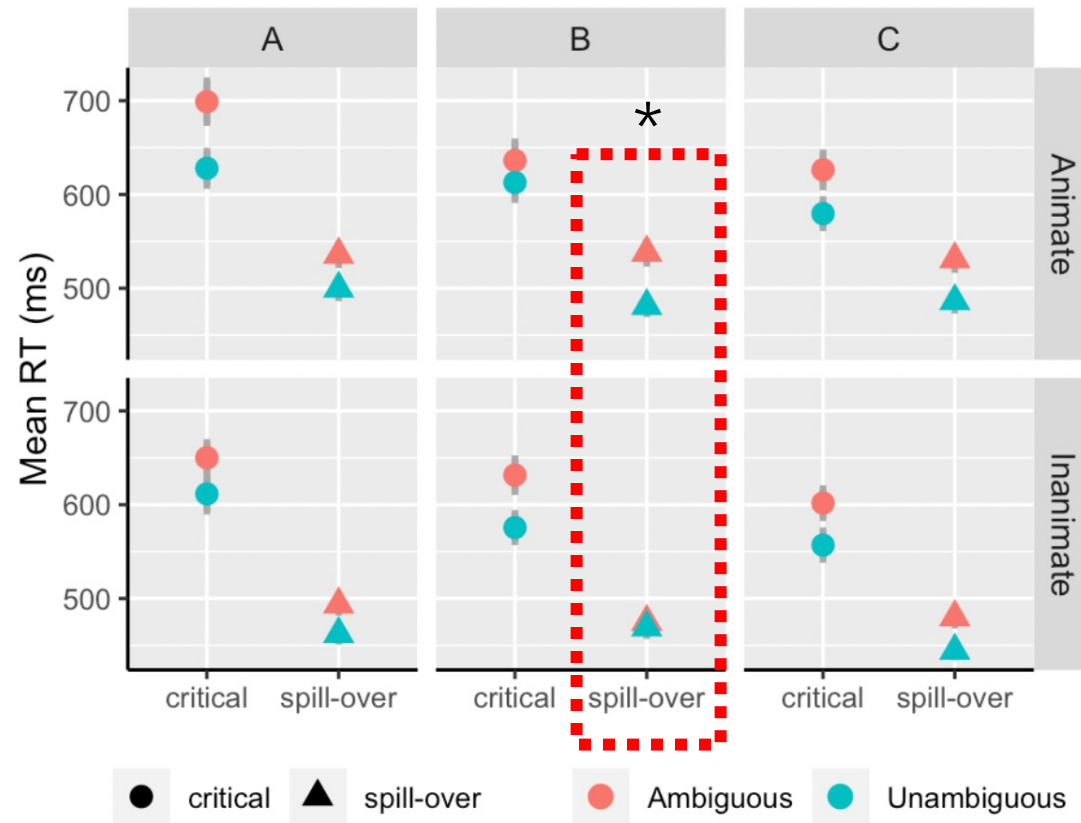 A B C
Mean RT (ms)
700
600
500
*
Animate
700
600
500
Inanimate
critical spill-over critical spill-over critical spill-over
critical spill-over Ambiguous Unambiguous